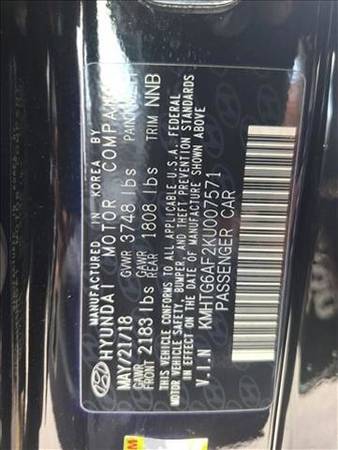 MANUFACTURED IN KOREA BY
HYUNDAI MOTOR COMPANY
MAY/21/18 GVWR 3748 lbs PAINT
GAWR FRONT 2183 lbs GAWR REAR 1808 lbs TRIM NNB
THIS VEHICLE CONFORMS TO ALL APPLICABLE U.S.A. FEDERAL
MOTOR VEHICLE SAFETY, BUMPER, AND THEFT PREVENTION STANDARDS
IN EFFECT ON THE DATE OF MANUFACTURE SHOWN ABOVE
V.I.N KMHTG6AF2KU007571
PASSENGER CAR